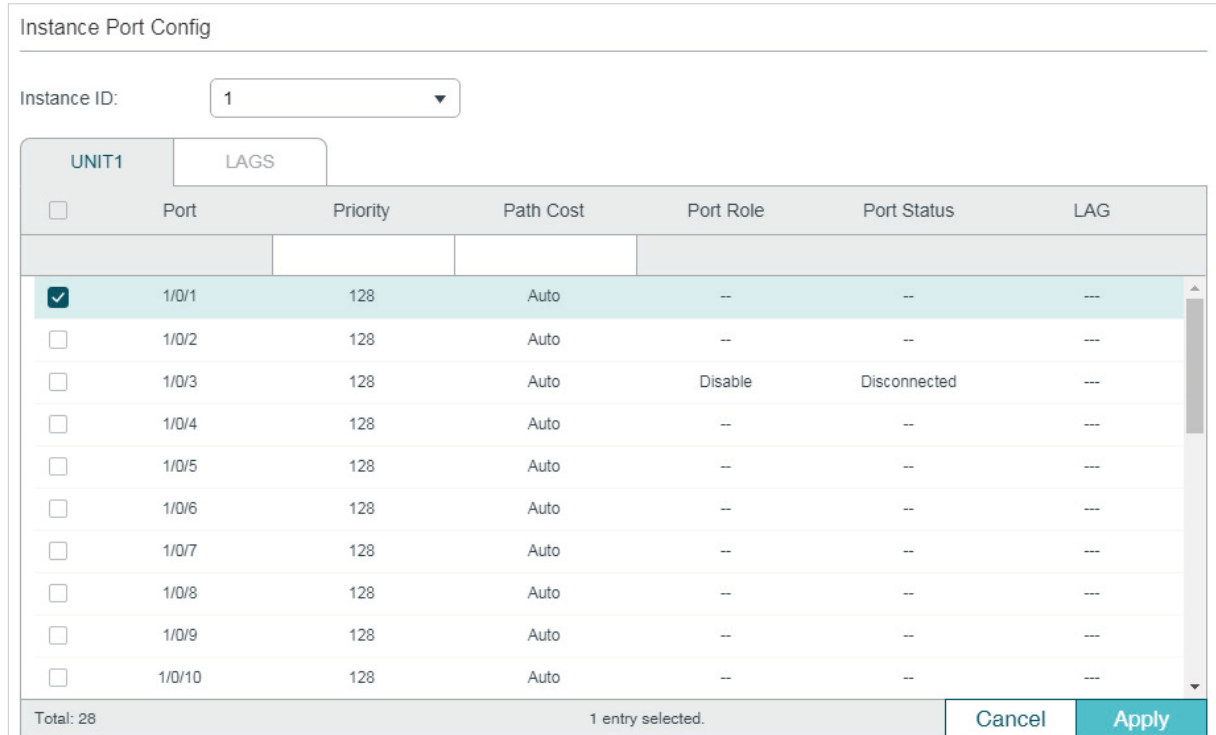 Instance Port Config
Instance ID: 1
UNIT1 LAGS
Port Priority Path Cost Port Role Port Status LAG
1/0/1 128 Auto -- -- ---
1/0/2 128 Auto -- -- ---
1/0/3 128 Auto Disable Disconnected ---
1/0/4 128 Auto -- -- ---
1/0/5 128 Auto -- -- ---
1/0/6 128 Auto -- -- ---
1/0/7 128 Auto -- -- ---
1/0/8 128 Auto -- -- ---
1/0/9 128 Auto -- -- ---
1/0/10 128 Auto -- -- ---
Total: 28 1 entry selected. Cancel Apply